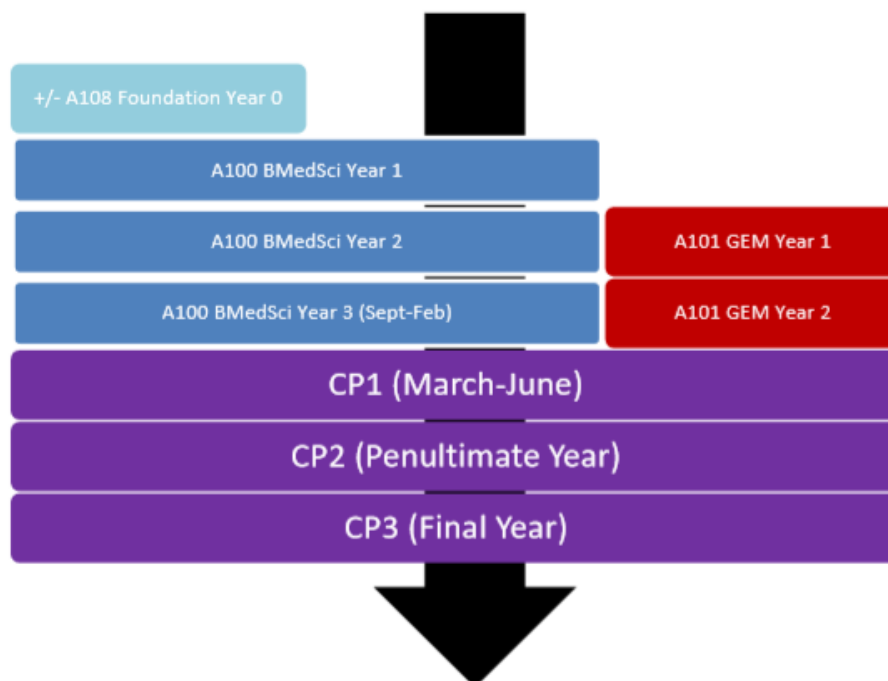 +/- A108 Foundation Year 0
A100 BMedSci Year 1
A100 BMedSci Year 2
A101 GEM Year 1
A100 BMedSci Year 3 (Sept-Feb)
A101 GEM Year 2
CP1 (March-June)
CP2 (Penultimate Year)
CP3 (Final Year)